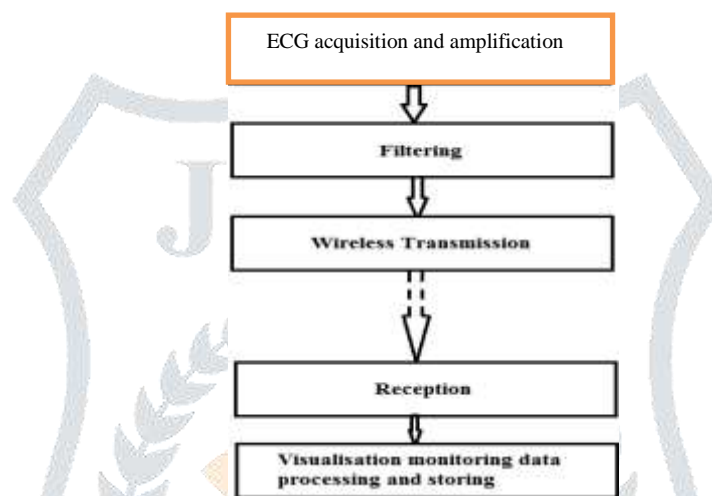 ECG acquisition and amplification
J
Filtering
Wireless Transmission
Reception
Visualisation monitoring data
processing and storing